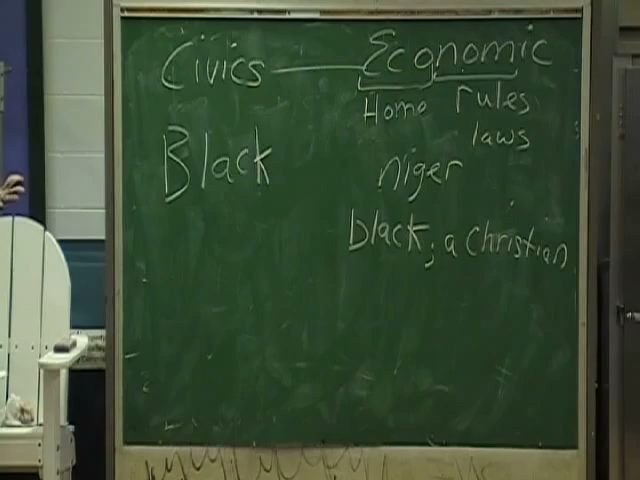 Civics — Economic
Home rules
laws
Black niger
black; a Christian